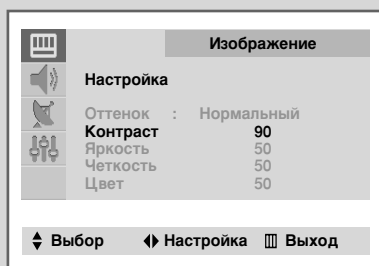 Изображение
Настройка
Оттенок : Нормальный
Контраст 90
Яркость 50
Четкость 50
Цвет 50
Выбор Настройка Выход